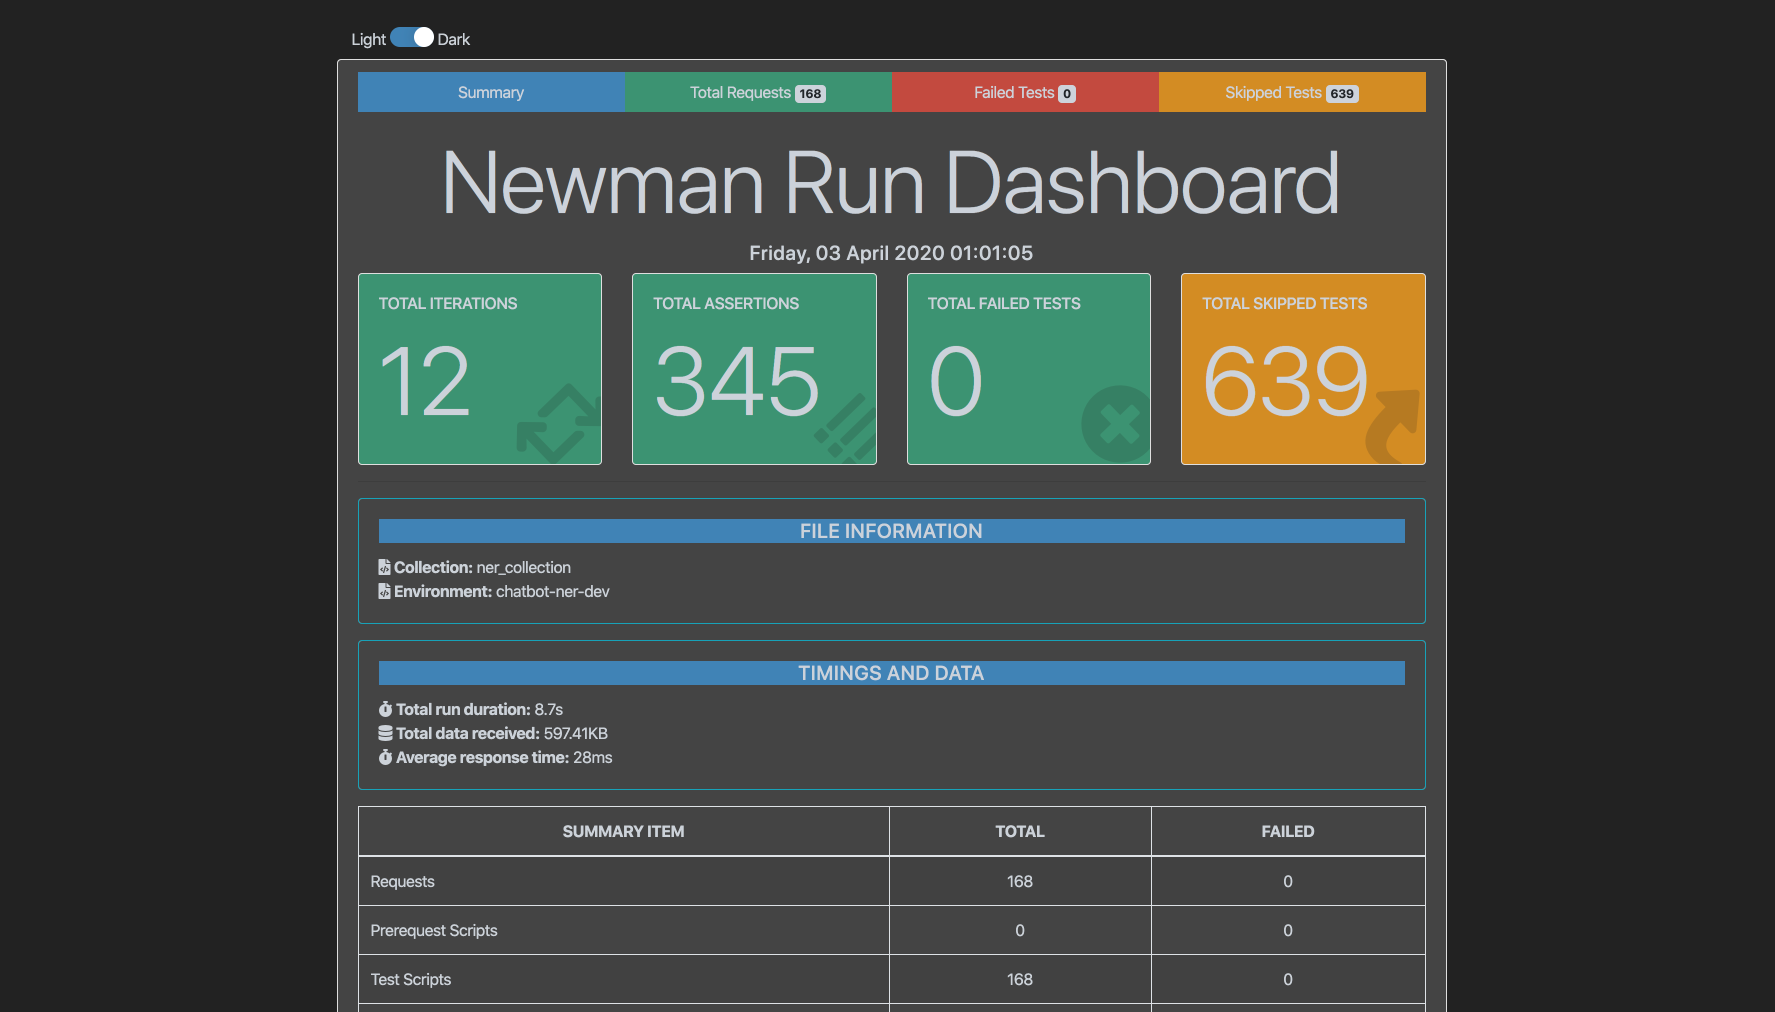 Light Dark
Summary Total Requests 168 Failed Tests 0 Skipped Tests 639
Newman Run Dashboard
Friday, 03 April 2020 01:01:05
TOTAL ITERATIONS TOTAL ASSERTIONS TOTAL FAILED TESTS TOTAL SKIPPED TESTS
12 345 0 639
FILE INFORMATION
Collection: ner_collection
Environment: chatbot-ner-dev
TIMINGS AND DATA
Total run duration: 8.7s
Total data received: 597.41KB
Average response time: 28ms
SUMMARY ITEM TOTAL FAILED
Requests 168 0
Prerequest Scripts 0 0
Test Scripts 168 0